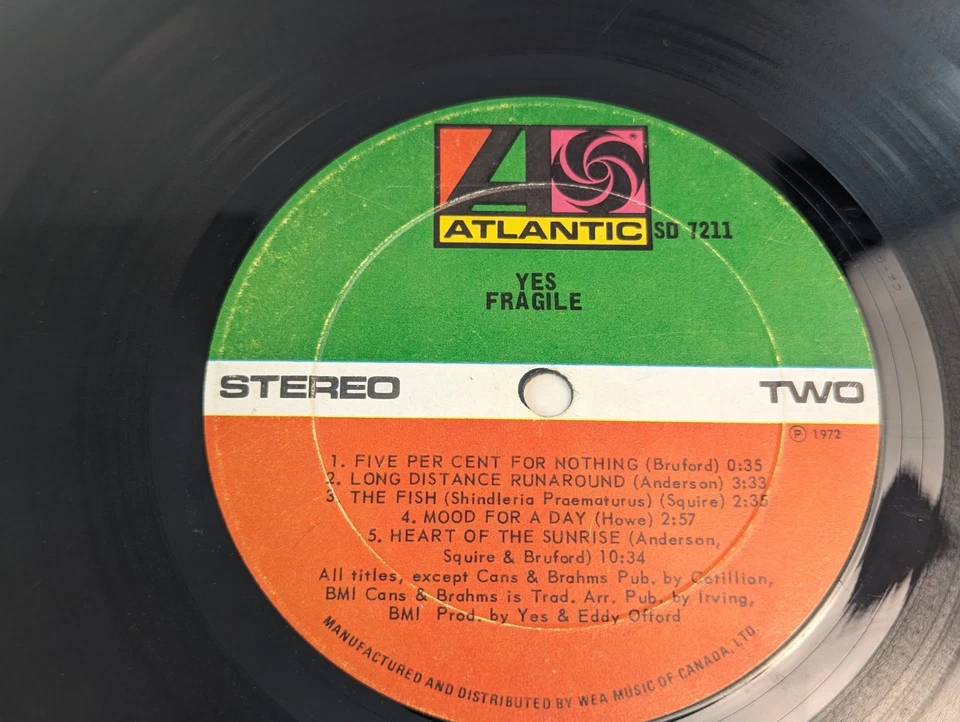 ATLANTIC
SD 7211
YES
FRAGILE
STEREO
TWO
℗ 1972
1. FIVE PER CENT FOR NOTHING (Bruford) 0:35
2. LONG DISTANCE RUNAROUND (Anderson) 3:33
3. THE FISH (Shindleria Praematurus) (Squire) 2:35
4. MOOD FOR A DAY (Howe) 2:57
5. HEART OF THE SUNRISE (Anderson,
Squire & Bruford) 10:34
All titles, except Cans & Brahms Pub. by Cotillion,
BMI Cans & Brahms is Trad. Arr. Pub. by Irving,
BMI Prod. by Yes & Eddy Offord
MANUFACTURED AND DISTRIBUTED BY WEA MUSIC OF CANADA, LTD.